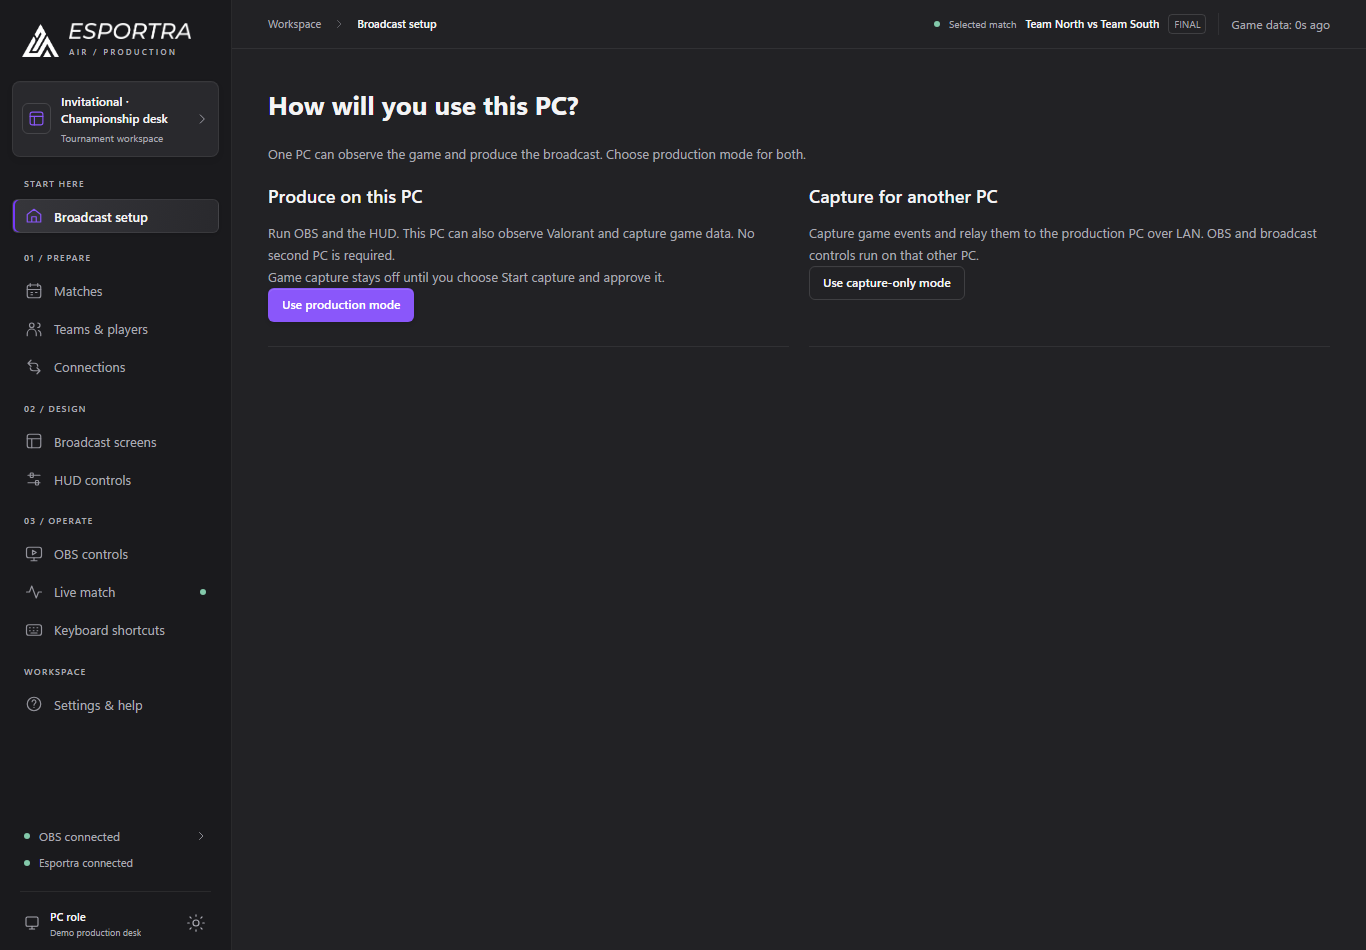 ESPORTRA
AIR / PRODUCTION
Invitational ·
Championship desk
Tournament workspace
START HERE
Broadcast setup
01 / PREPARE
Matches
Teams & players
Connections
02 / DESIGN
Broadcast screens
HUD controls
03 / OPERATE
OBS controls
Live match
Keyboard shortcuts
WORKSPACE
Settings & help
OBS connected
Esportra connected
PC role
Demo production desk
Workspace
Broadcast setup
Selected match Team North vs Team South FINAL
Game data: 0s ago
How will you use this PC?
One PC can observe the game and produce the broadcast. Choose production mode for both.
Produce on this PC
Run OBS and the HUD. This PC can also observe Valorant and capture game data. No
second PC is required.
Game capture stays off until you choose Start capture and approve it.
Use production mode
Capture for another PC
Capture game events and relay them to the production PC over LAN. OBS and broadcast
controls run on that other PC.
Use capture-only mode